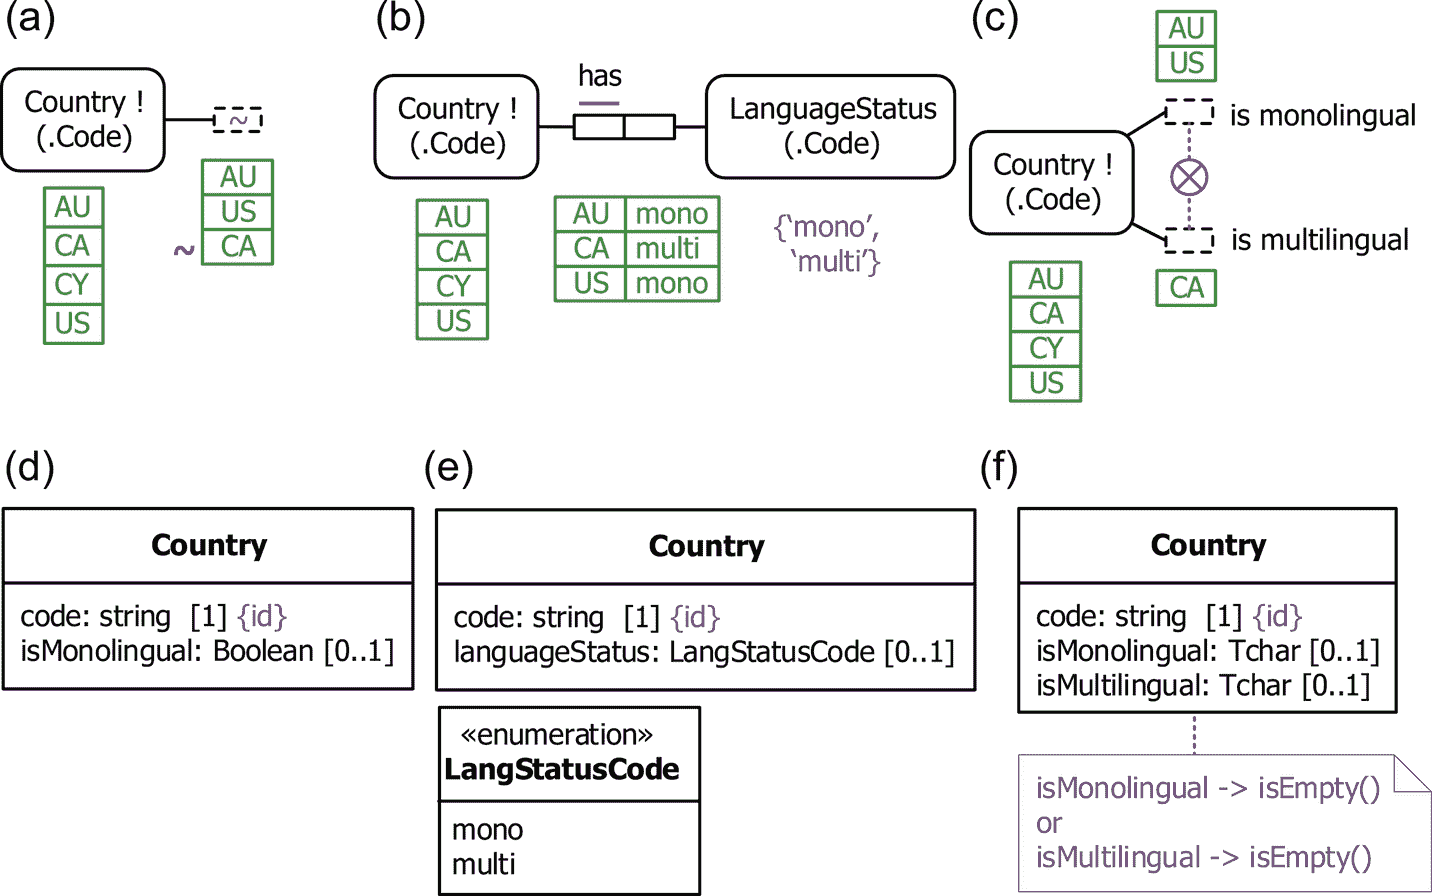 (a)
Country !
(.Code)
~
AU
CA
CY
US
AU
US
~ CA
(b)
Country !
(.Code)
has
LanguageStatus
(.Code)
AU
CA
CY
US
AU mono
CA multi
US mono
{‘mono’,
‘multi’}
(c)
AU
US
Country !
(.Code)
is monolingual
is multilingual
CA
AU
CA
CY
US
(d)
Country
code: string [1] {id}
isMonolingual: Boolean [0..1]
(e)
Country
code: string [1] {id}
languageStatus: LangStatusCode [0..1]
«enumeration»
LangStatusCode
mono
multi
(f)
Country
code: string [1] {id}
isMonolingual: Tchar [0..1]
isMultilingual: Tchar [0..1]
isMonolingual -> isEmpty()
or
isMultilingual -> isEmpty()